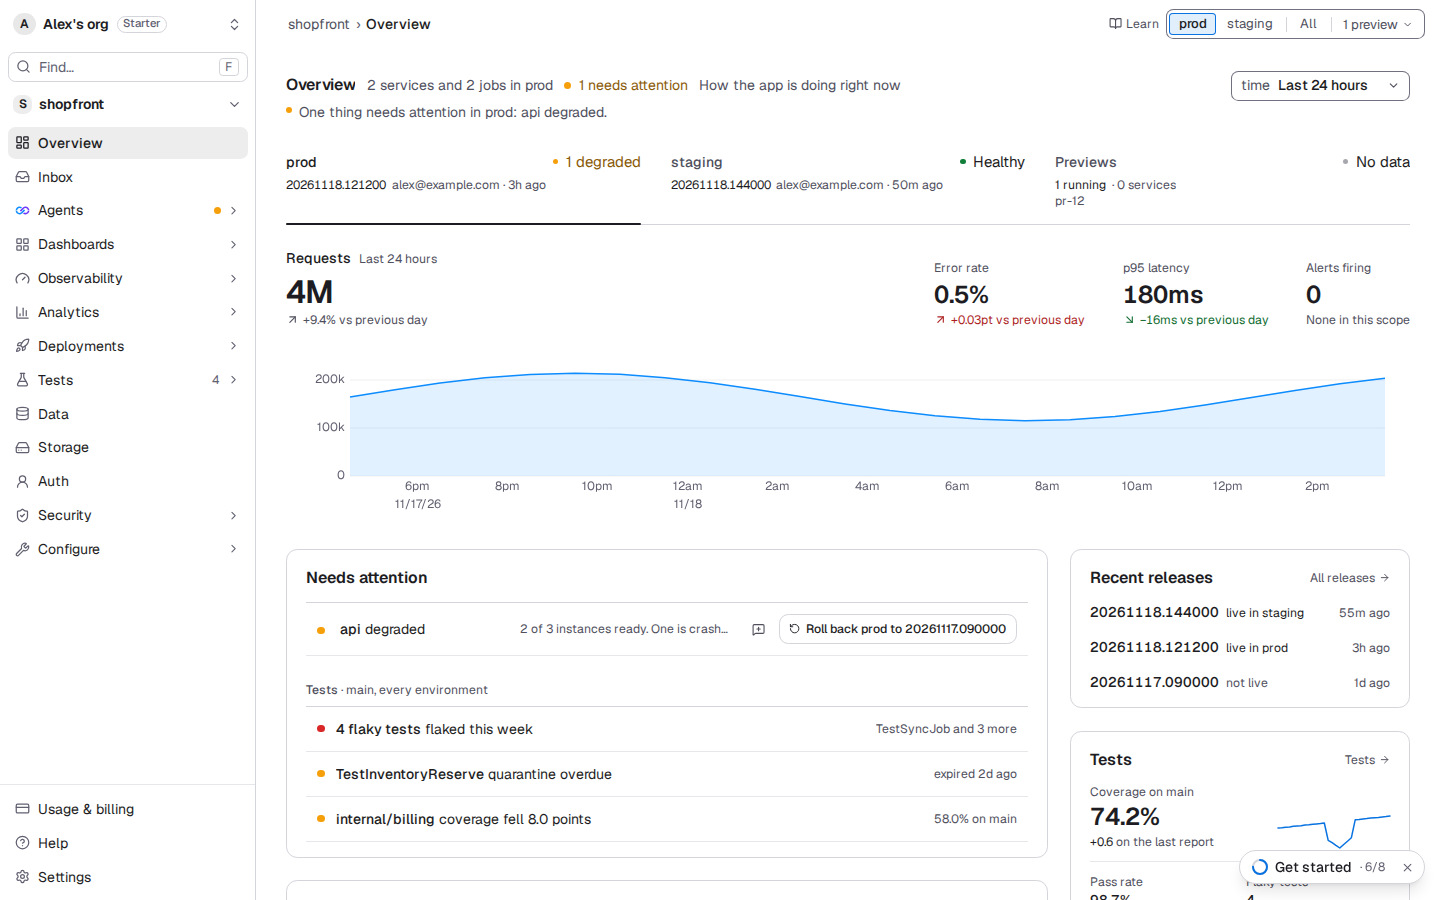 A Alex's org Starter
Find... F
S shopfront
Overview
Inbox
Agents
Dashboards
Observability
Analytics
Deployments
Tests 4
Data
Storage
Auth
Security
Configure
Usage & billing
Help
Settings
shopfront › Overview
Learn prod staging All 1 preview
Overview 2 services and 2 jobs in prod 1 needs attention How the app is doing right now
time Last 24 hours
One thing needs attention in prod: api degraded.
prod 1 degraded
20261118.121200 alex@example.com · 3h ago
staging Healthy
20261118.144000 alex@example.com · 50m ago
Previews No data
1 running · 0 services
pr-12
Requests Last 24 hours
4M
+9.4% vs previous day
Error rate
0.5%
+0.03pt vs previous day
p95 latency
180ms
−16ms vs previous day
Alerts firing
0
None in this scope
200k
100k
0
6pm 8pm 10pm 12am 2am 4am 6am 8am 10am 12pm 2pm
11/17/26 11/18
Needs attention
api degraded 2 of 3 instances ready. One is crash... Roll back prod to 20261117.090000
Tests · main, every environment
4 flaky tests flaked this week TestSyncJob and 3 more
TestInventoryReserve quarantine overdue expired 2d ago
internal/billing coverage fell 8.0 points 58.0% on main
Recent releases All releases →
20261118.144000 live in staging 55m ago
20261118.121200 live in prod 3h ago
20261117.090000 not live 1d ago
Tests Tests →
Coverage on main
74.2%
+0.6 on the last report
Get started · 6/8
Pass rate Flaky tests
98.7% 4